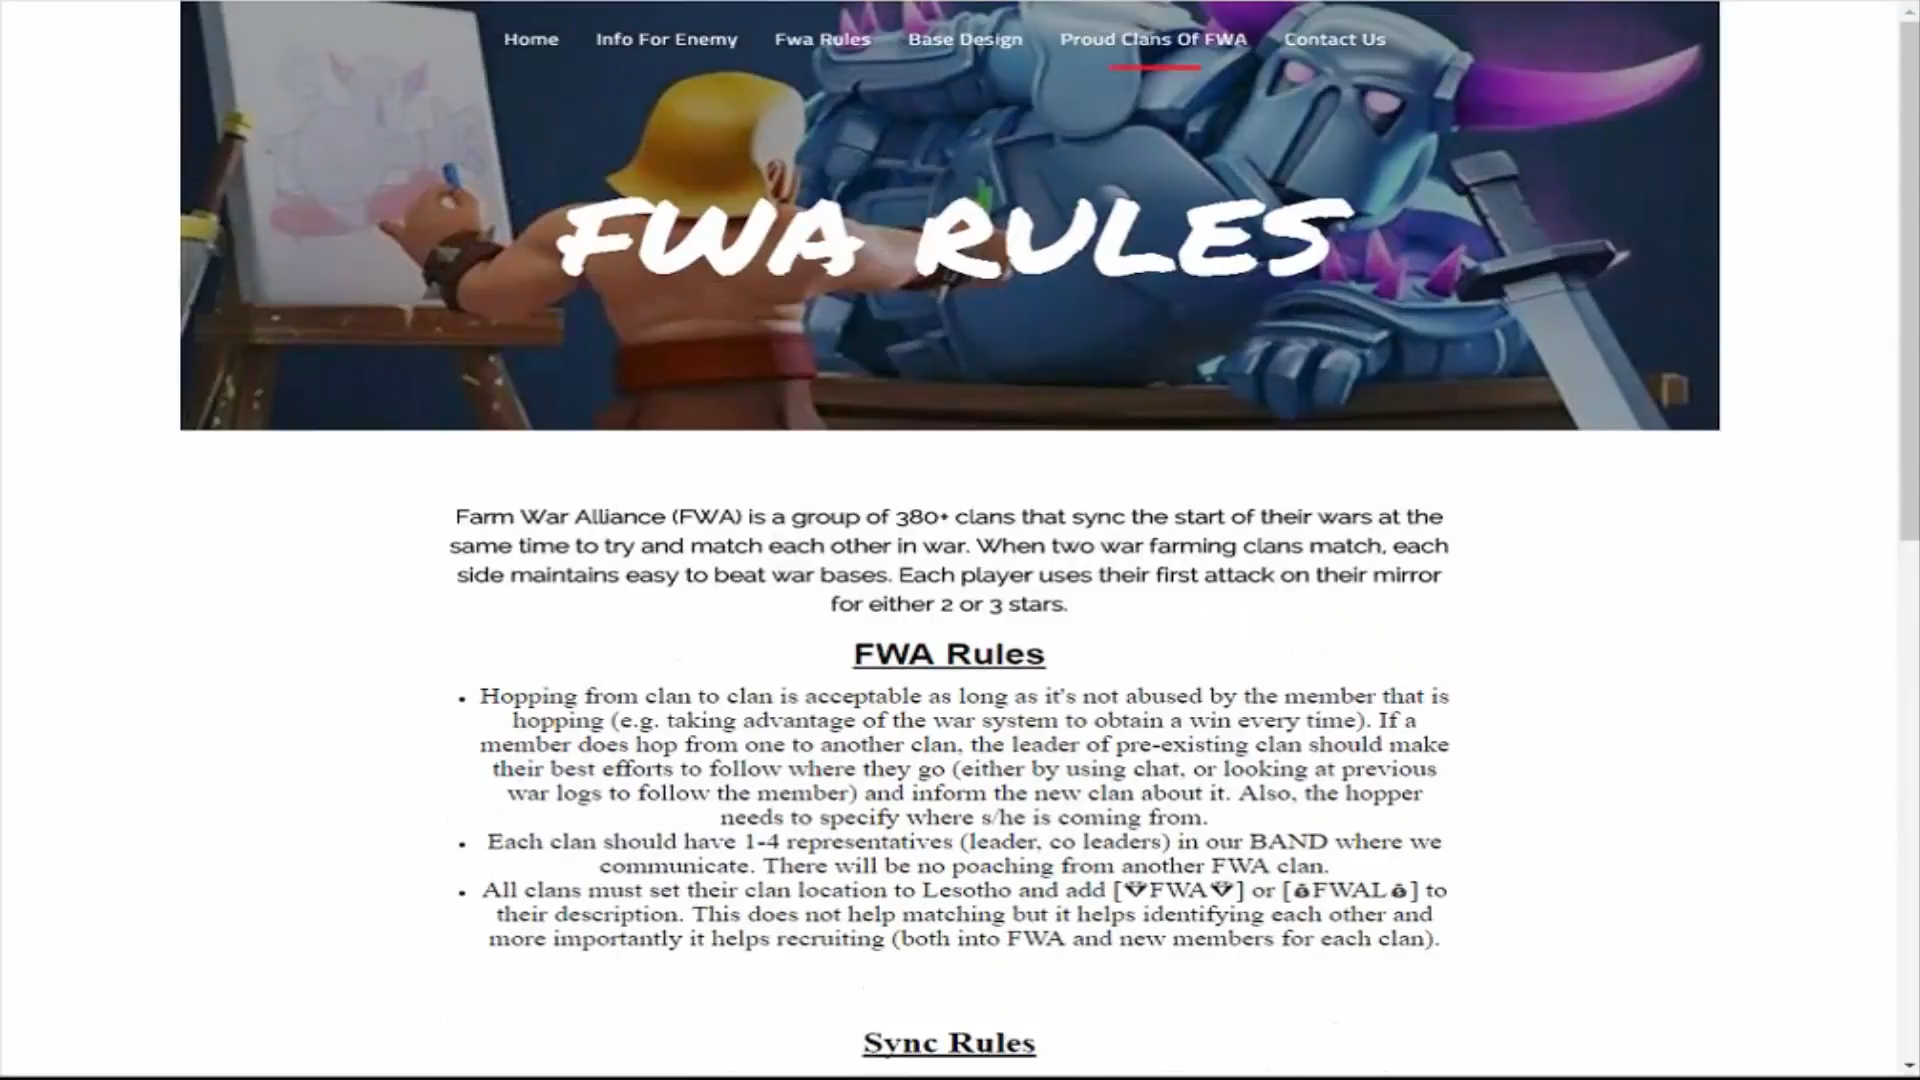 Home Info For Enemy Fwa Rules Base Design Proud Clans Of FWA Contact Us
FWA RULES
Farm War Alliance (FWA) is a group of 380+ clans that sync the start of their wars at the
same time to try and match each other in war. When two war farming clans match, each
side maintains easy to beat war bases. Each player uses their first attack on their mirror
for either 2 or 3 stars.
FWA Rules
• Hopping from clan to clan is acceptable as long as it's not abused by the member that is
hopping (e.g. taking advantage of the war system to obtain a win every time). If a
member does hop from one to another clan, the leader of pre-existing clan should make
their best efforts to follow where they go (either by using chat, or looking at previous
war logs to follow the member) and inform the new clan about it. Also, the hopper
needs to specify where s/he is coming from.
• Each clan should have 1-4 representatives (leader, co leaders) in our BAND where we
communicate. There will be no poaching from another FWA clan.
• All clans must set their clan location to Lesotho and add [💎FWA💎] or [💰FWAL💰] to
their description. This does not help matching but it helps identifying each other and
more importantly it helps recruiting (both into FWA and new members for each clan).
Sync Rules